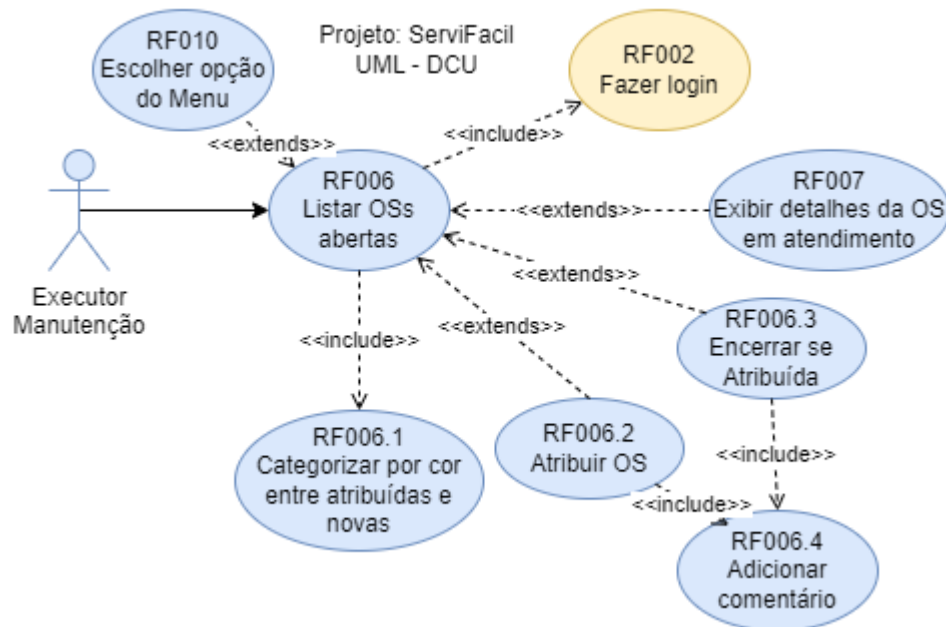 RF010
Escolher opção
do Menu
Projeto: ServiFacil
UML - DCU
RF002
Fazer login
<<extends>>
<<include>>
RF006
Listar OSs
abertas
RF007
Exibir detalhes da OS
em atendimento
<<extends>>
<<extends>>
Executor
Manutenção
<<include>>
<<extends>>
RF006.3
Encerrar se
Atribuída
RF006.1
Categorizar por cor
entre atribuídas e
novas
RF006.2
Atribuir OS
<<include>>
<<include>>
RF006.4
Adicionar
comentário